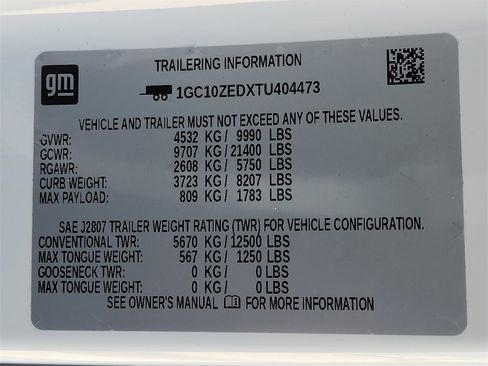 TRAILERING INFORMATION
gm
1GC10ZEDXTU404473
VEHICLE AND TRAILER MUST NOT EXCEED ANY OF THESE VALUES.
GVWR: 4532 KG / 9990 LBS
GCWR: 9707 KG / 21400 LBS
RGAWR: 2608 KG / 5750 LBS
CURB WEIGHT: 3723 KG / 8207 LBS
MAX PAYLOAD: 809 KG / 1783 LBS
SAE J2807 TRAILER WEIGHT RATING (TWR) FOR VEHICLE CONFIGURATION.
CONVENTIONAL TWR: 5670 KG / 12500 LBS
MAX TONGUE WEIGHT: 567 KG / 1250 LBS
GOOSENECK TWR: 0 KG / 0 LBS
MAX TONGUE WEIGHT: 0 KG / 0 LBS
SEE OWNER'S MANUAL FOR MORE INFORMATION